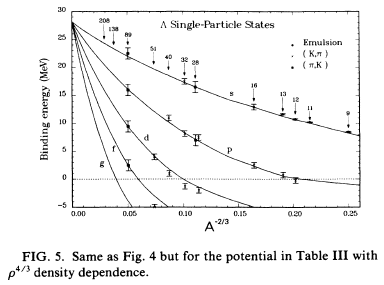 Λ Single-Particle States
208 138 89 51 40 32 28 16 13 12 11 9
Emulsion
(K,π)
(π,K)
Binding energy (MeV)
30
25
20
15
10
5
0
-5
s
p
d
f
g
0.00 0.05 0.10 0.15 0.20 0.25
A^-2/3
FIG. 5. Same as Fig. 4 but for the potential in Table III with
ρ^4/3 density dependence.